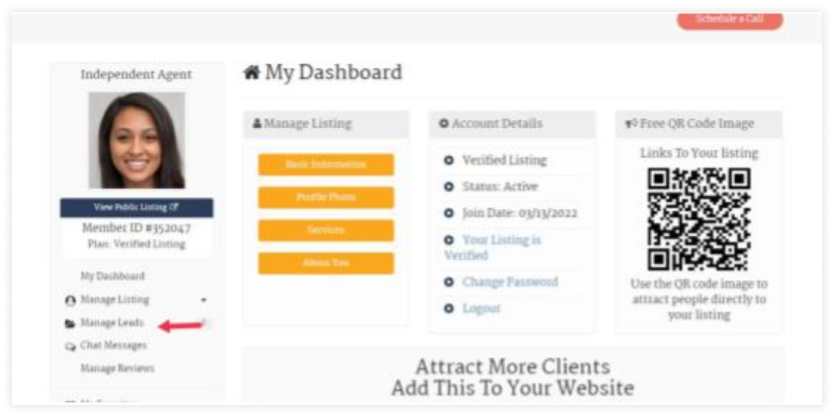 Schedule a Call
Independent Agent
View Public Listing
Member ID #352047
Plan: Verified Listing
My Dashboard
Manage Listing
Manage Leads
Chat Messages
Manage Reviews
My Dashboard
Manage Listing
Basic Information
Profile Photo
Services
About You
Account Details
Verified Listing
Status: Active
Join Date: 03/13/2022
Your Listing is
Verified
Change Password
Logout
Free QR Code Image
Links To Your listing
Use the QR code image to
attract people directly to
your listing
Attract More Clients
Add This To Your Website